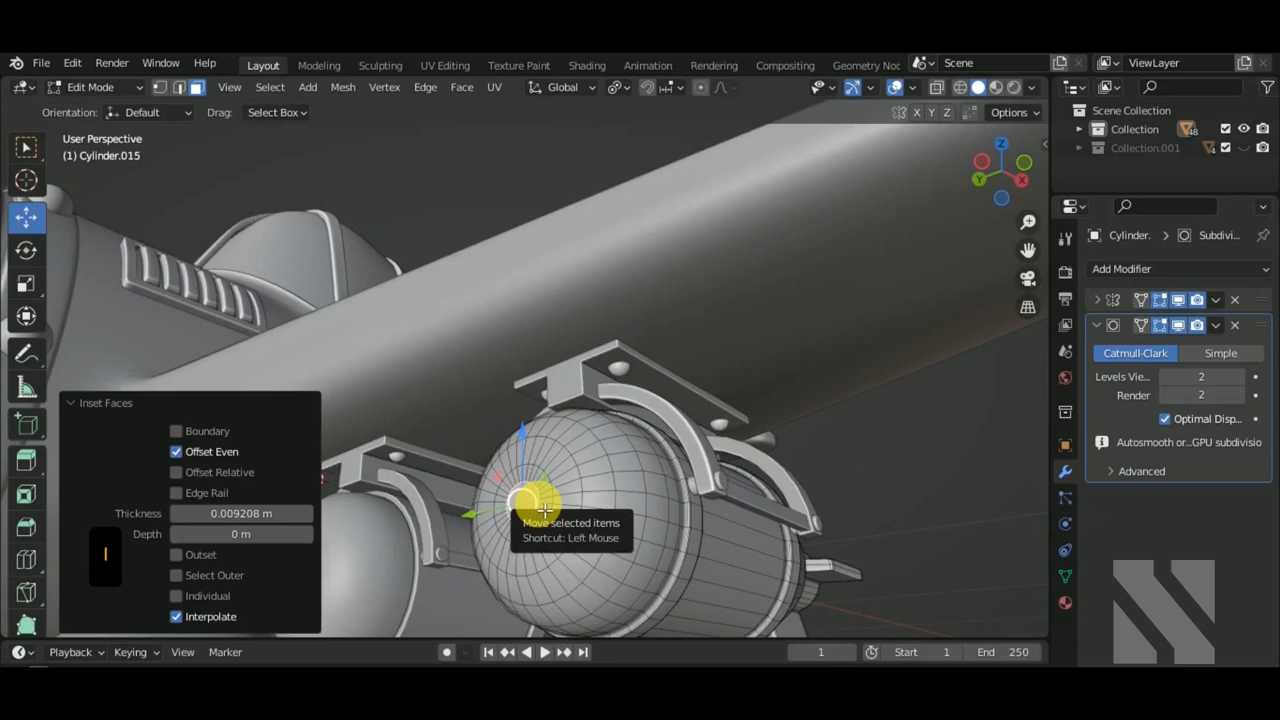 File Edit Render Window Help Layout Modeling Sculpting UV Editing Texture Paint Shading Animation Rendering Compositing Geometry Noc Scene ViewLayer
Edit Mode View Select Add Mesh Vertex Edge Face UV Global
Orientation: Default Drag: Select Box X Y Z Options
User Perspective
(1) Cylinder.015
Z
Y
X
Scene Collection
Collection 48
Collection.001 4
Cylinder. Subdivi...
Add Modifier
Catmull-Clark Simple
Levels Vie... 2
Render 2
Optimal Disp...
Autosmooth or...GPU subdivisio
Advanced
Inset Faces
Boundary
Offset Even
Offset Relative
Edge Rail
Thickness 0.009208 m
Depth 0 m
Outset
Select Outer
Individual
Interpolate
I
Move selected items
Shortcut: Left Mouse
Playback Keying View Marker 1 Start 1 End 250